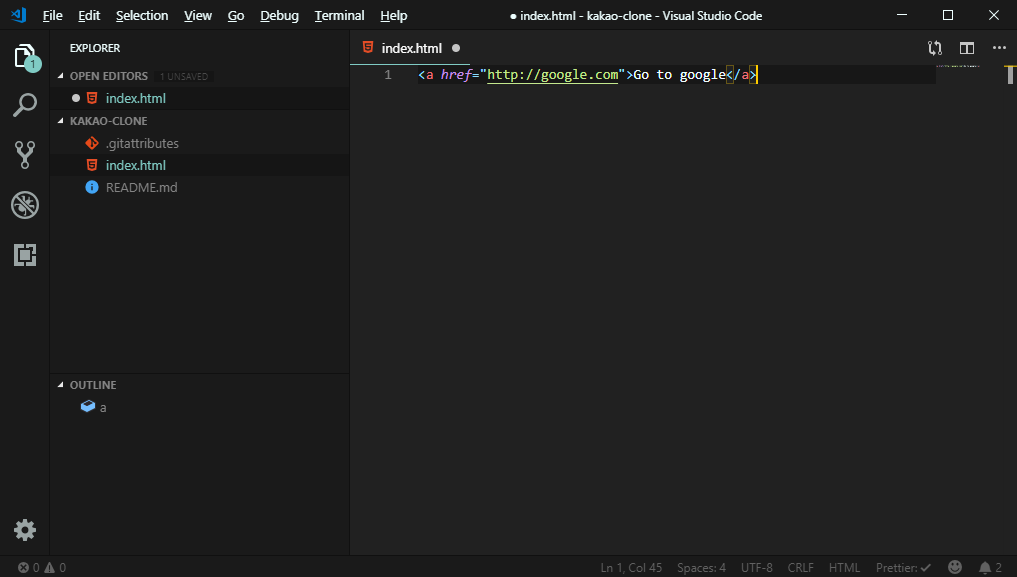 File Edit Selection View Go Debug Terminal Help ● index.html - kakao-clone - Visual Studio Code
EXPLORER
index.html ●
1
OPEN EDITORS 1 UNSAVED
1 <a href="http://google.com">Go to google</a>
● index.html
KAKAO-CLONE
.gitattributes
index.html
README.md
OUTLINE
a
0 0 Ln 1, Col 45 Spaces: 4 UTF-8 CRLF HTML Prettier: ✓ 2